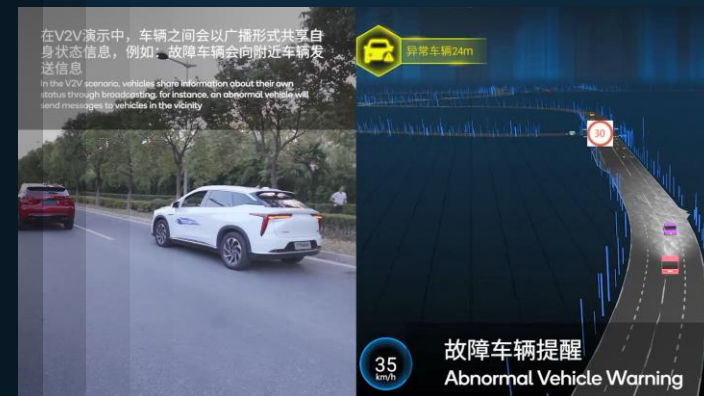 在V2V演示中，车辆之间会以广播形式共享自
身状态信息，例如：故障车辆会向附近车辆发
送信息
In the V2V scenario, vehicles share information about their own
status through broadcasting, for instance, an abnormal vehicle will
send messages to vehicles in the vicinity
异常车辆24m
30
35
km/h
故障车辆提醒
Abnormal Vehicle Warning